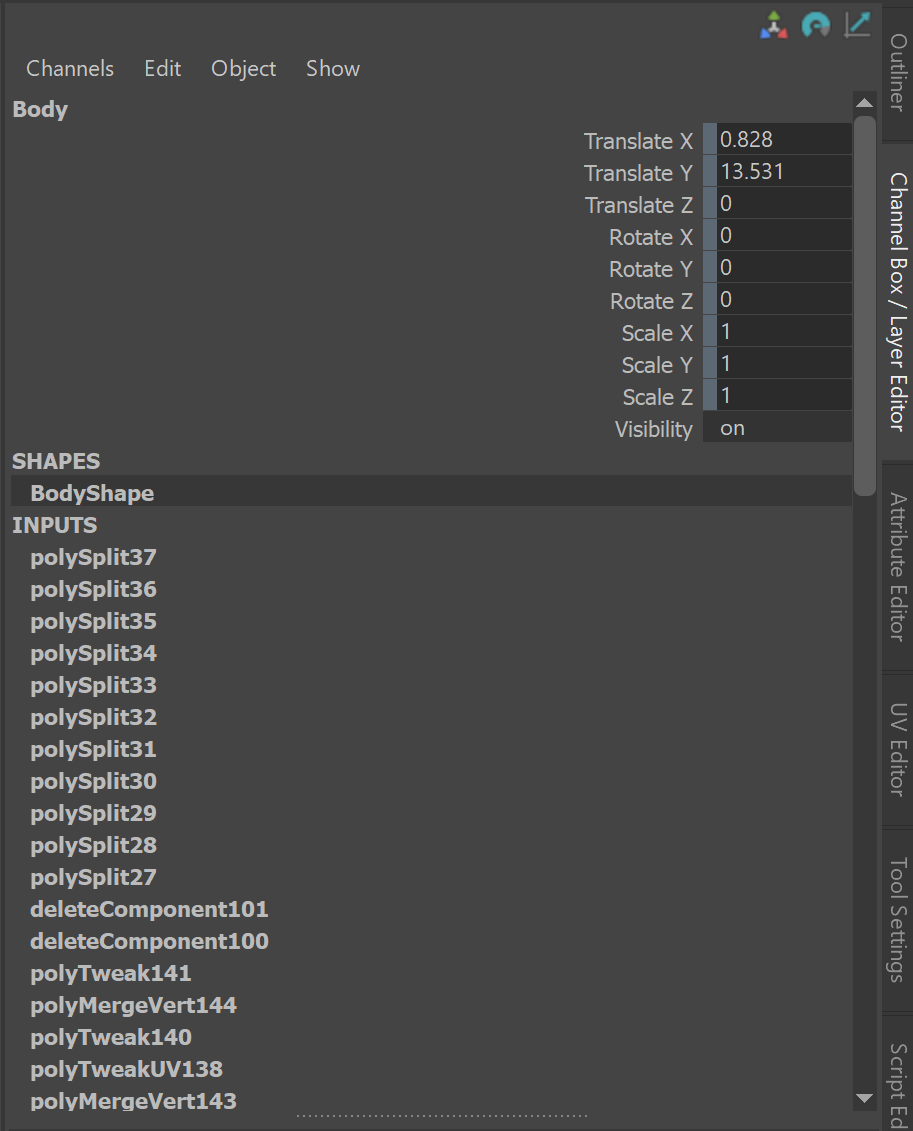 Channels Edit Object Show
Body
Translate X 0.828
Translate Y 13.531
Translate Z 0
Rotate X 0
Rotate Y 0
Rotate Z 0
Scale X 1
Scale Y 1
Scale Z 1
Visibility on
SHAPES
BodyShape
INPUTS
polySplit37
polySplit36
polySplit35
polySplit34
polySplit33
polySplit32
polySplit31
polySplit30
polySplit29
polySplit28
polySplit27
deleteComponent101
deleteComponent100
polyTweak141
polyMergeVert144
polyTweak140
polyTweakUV138
polyMergeVert143
Outliner
Channel Box / Layer Editor
Attribute Editor
UV Editor
Tool Settings
Script Ed